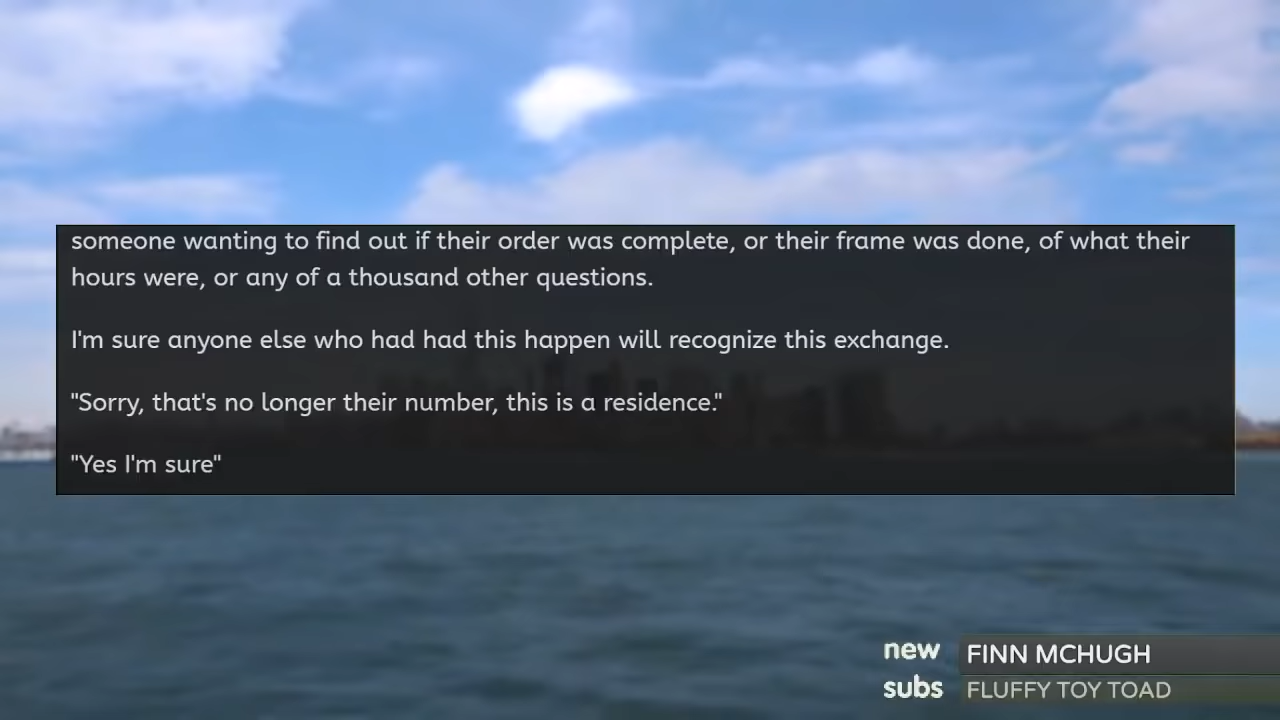 someone wanting to find out if their order was complete, or their frame was done, of what their
hours were, or any of a thousand other questions.
I'm sure anyone else who had had this happen will recognize this exchange.
"Sorry, that's no longer their number, this is a residence."
"Yes I'm sure"
new FINN MCHUGH
subs FLUFFY TOY TOAD